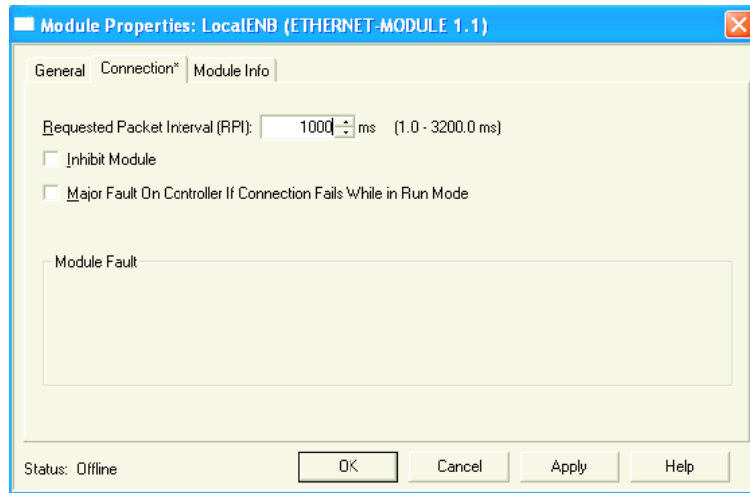 Module Properties: LocalENB (ETHERNET-MODULE 1.1)
General Connection* Module Info
Requested Packet Interval (RPI): 1000 ms (1.0 - 3200.0 ms)
Inhibit Module
Major Fault On Controller If Connection Fails While in Run Mode
Module Fault
Status: Offline OK Cancel Apply Help